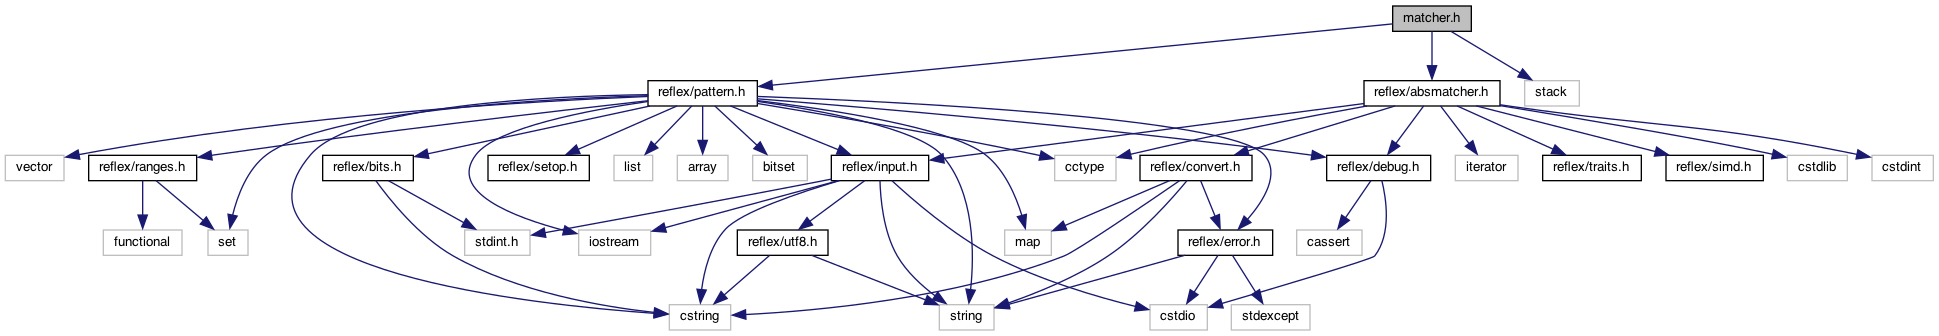 matcher.h
reflex/pattern.h
reflex/absmatcher.h
stack
vector
reflex/ranges.h
reflex/bits.h
reflex/setop.h
list
array
bitset
reflex/input.h
cctype
reflex/convert.h
reflex/debug.h
iterator
reflex/traits.h
reflex/simd.h
cstdlib
cstdint
functional
set
stdint.h
iostream
reflex/utf8.h
map
reflex/error.h
cassert
cstring
string
cstdio
stdexcept